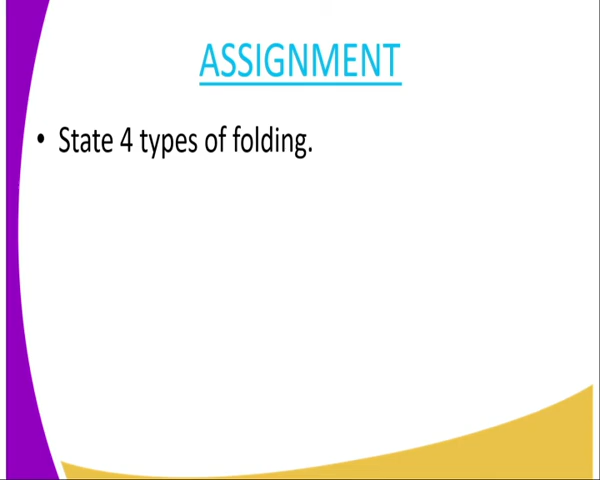 ASSIGNMENT
• State 4 types of folding.